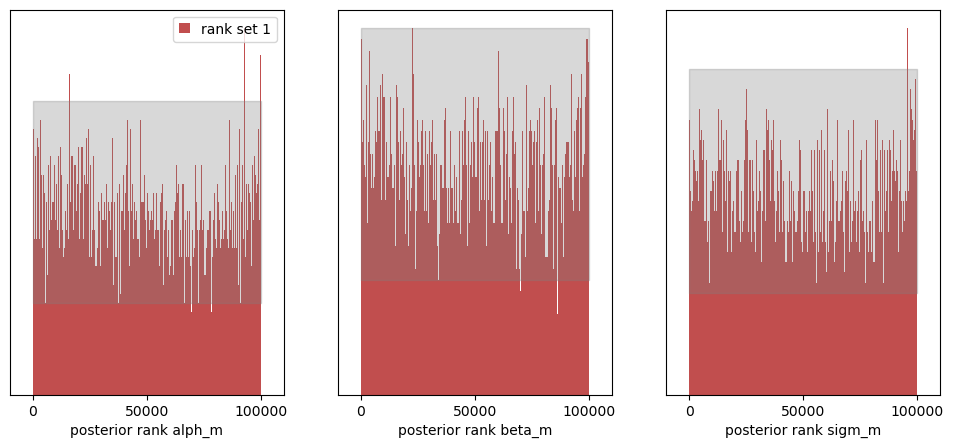 rank set 1
0 50000 100000 0 50000 100000 0 50000 100000
posterior rank alph_m posterior rank beta_m posterior rank sigm_m